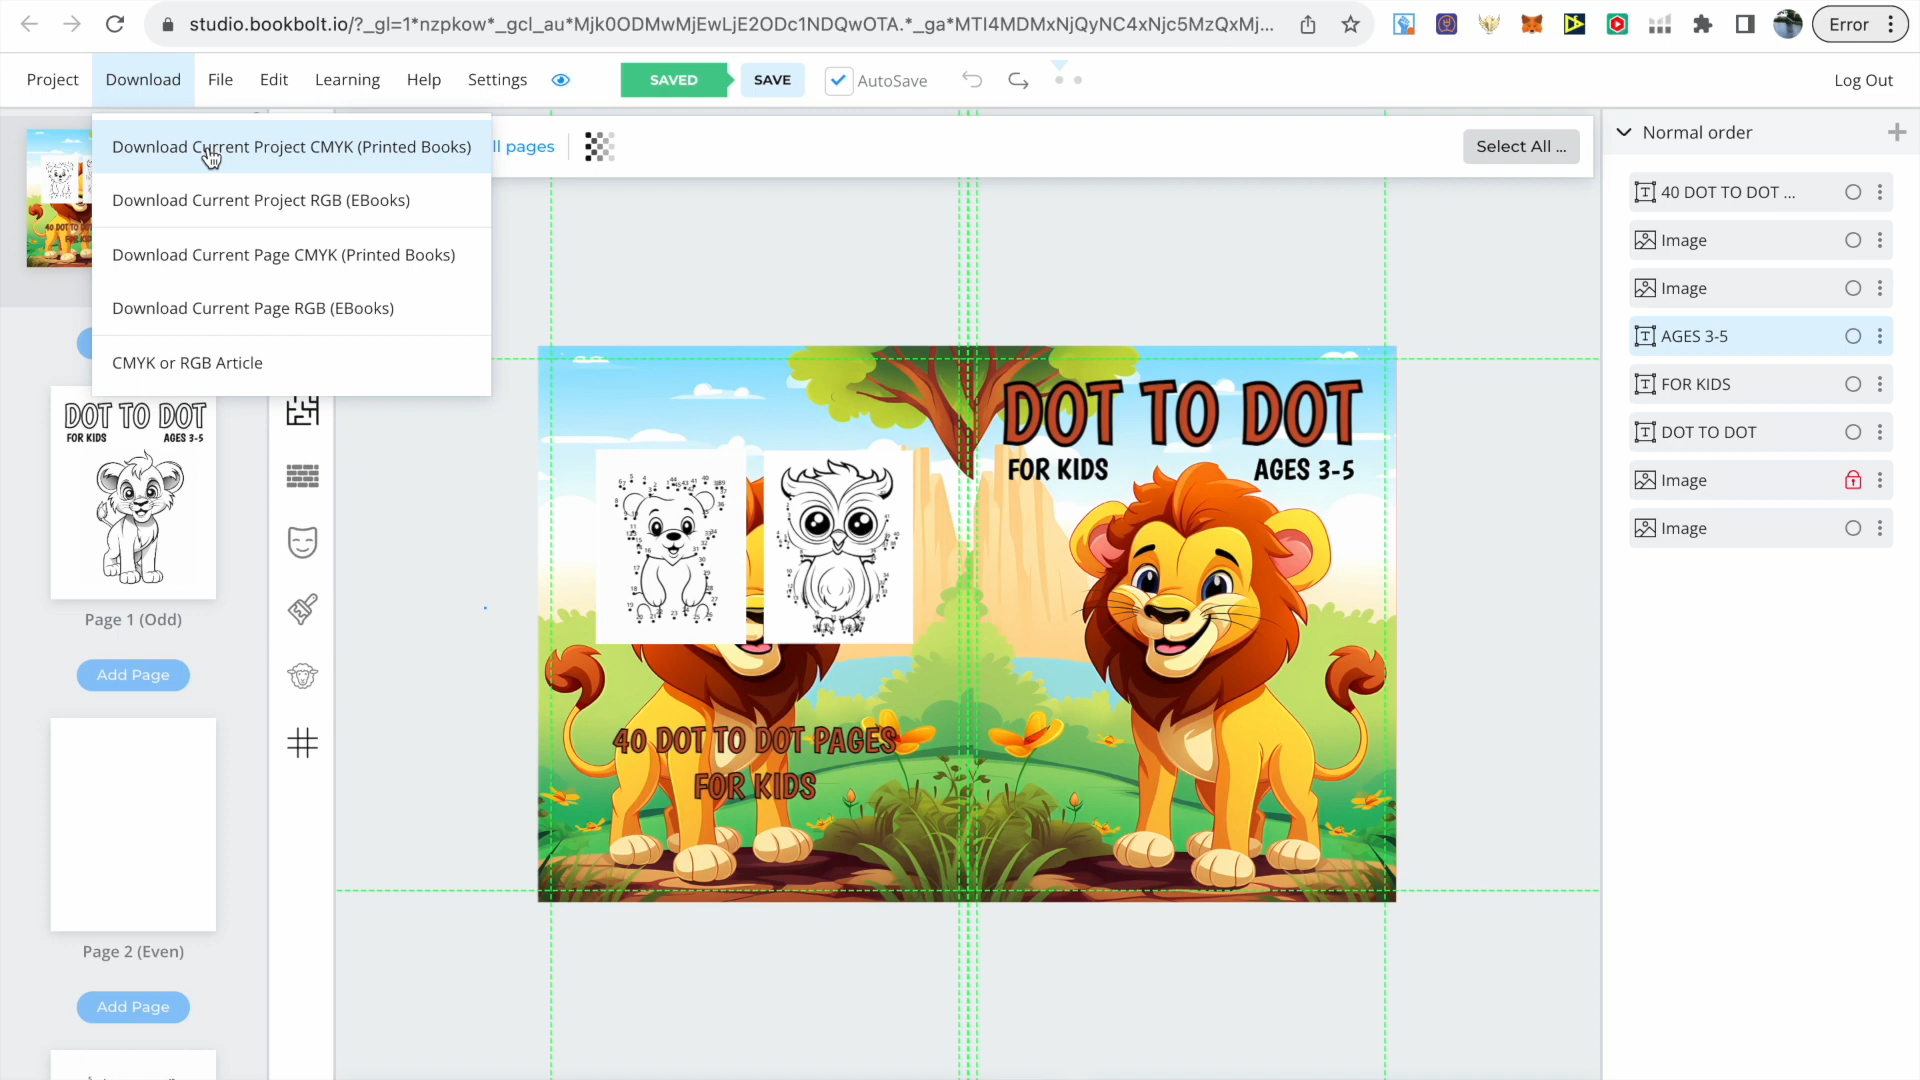 studio.bookbolt.io/?_gl=1*nzpkow*_gcl_au*Mjk0ODMwMjEwLjE2ODc1NDQwOTA.*_ga*MTI4MDMxNjQyNC4xNjc5MzQxMj...
Error
Project
Download
File
Edit
Learning
Help
Settings
SAVED
SAVE
AutoSave
Log Out
Download Current Project CMYK (Printed Books)
Download Current Project RGB (EBooks)
Download Current Page CMYK (Printed Books)
Download Current Page RGB (EBooks)
CMYK or RGB Article
ll pages
Select All ...
Normal order
40 DOT TO DOT ...
Image
Image
AGES 3-5
FOR KIDS
DOT TO DOT
Image
Image
DOT TO DOT
FOR KIDS
AGES 3-5
Page 1 (Odd)
Add Page
Page 2 (Even)
Add Page
DOT TO DOT
FOR KIDS
AGES 3-5
40 DOT TO DOT PAGES
FOR KIDS